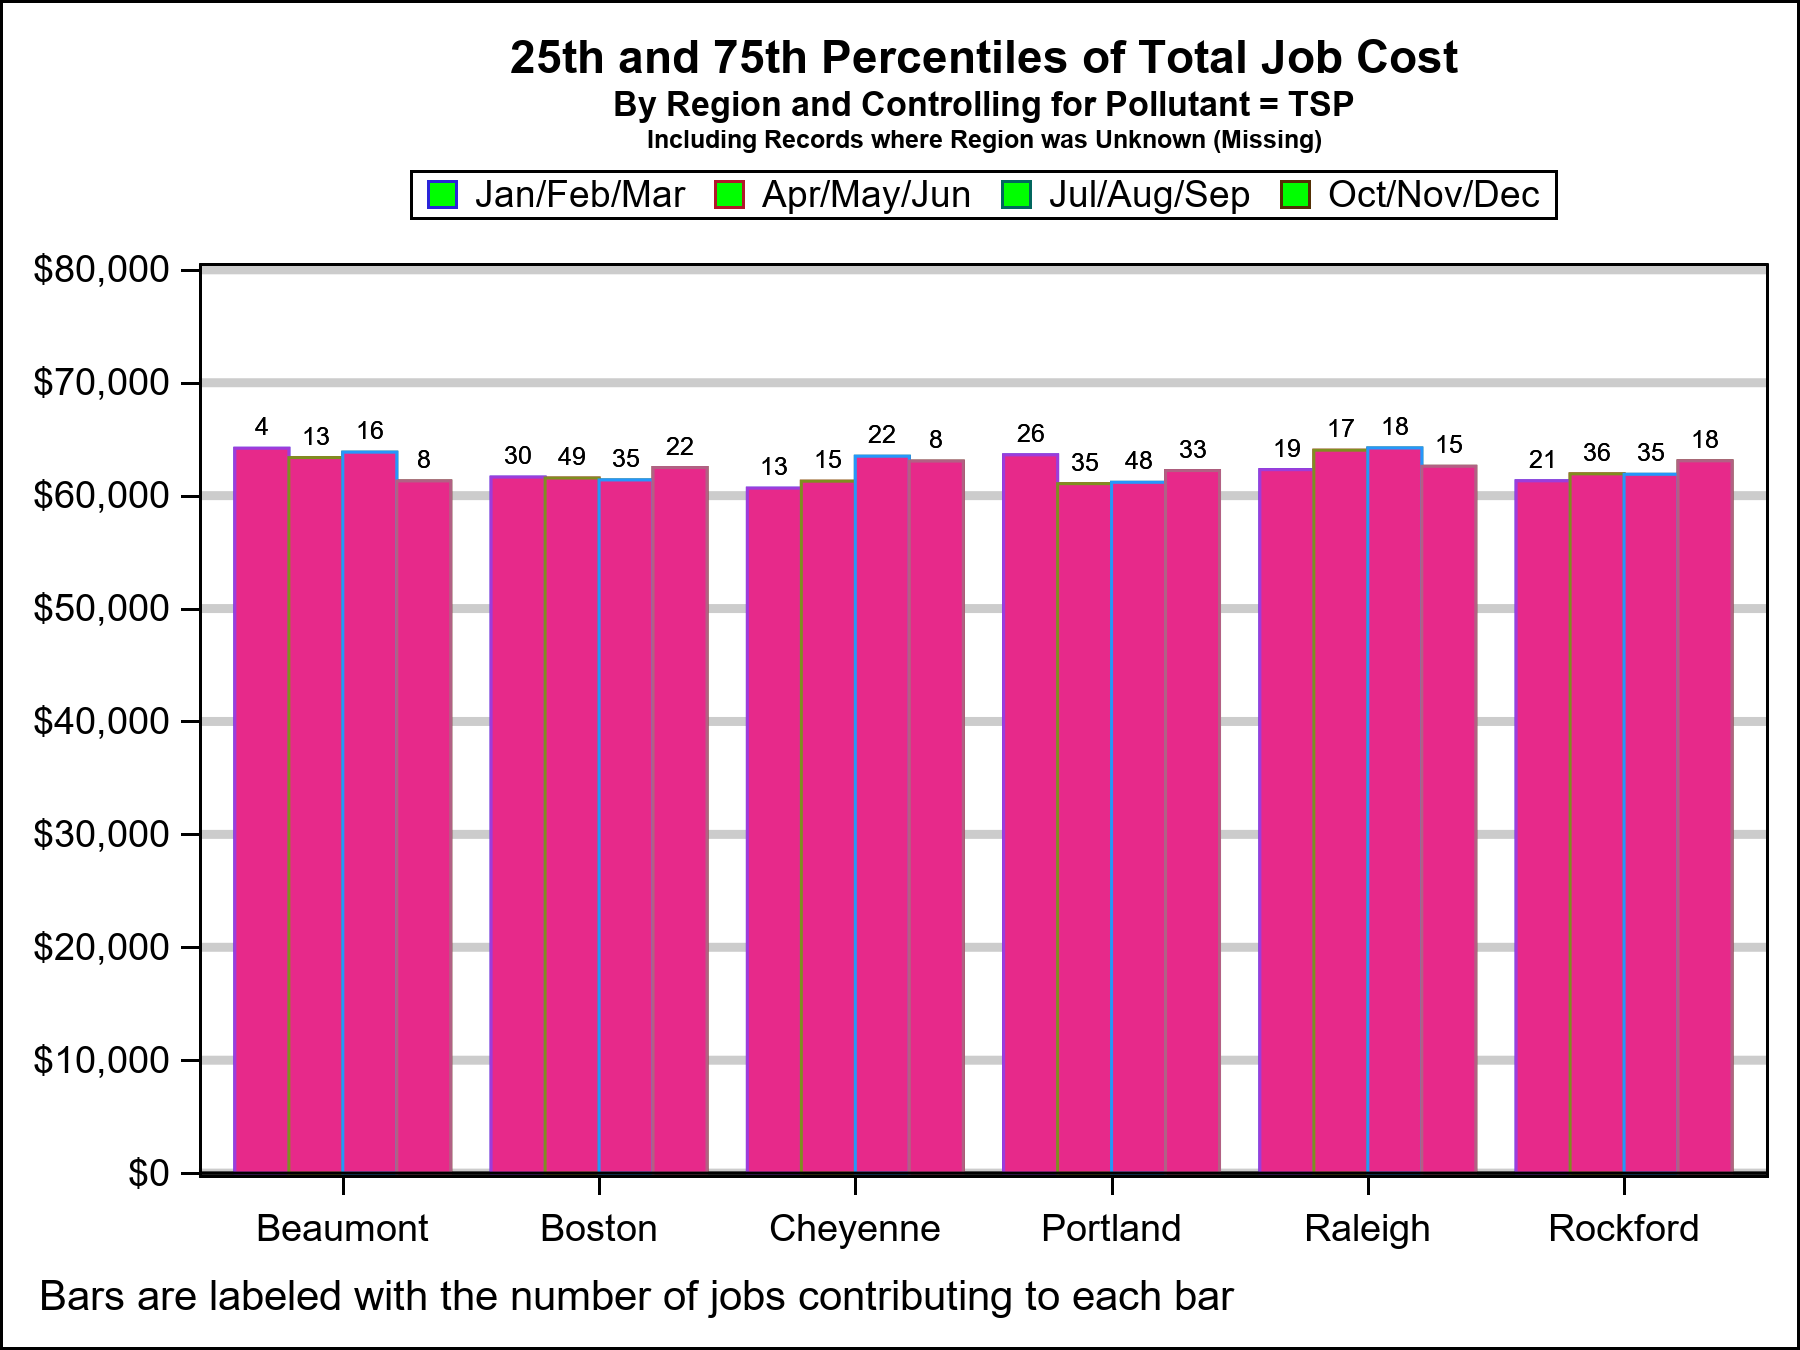 25th and 75th Percentiles of Total Job Cost
By Region and Controlling for Pollutant = TSP
Including Records where Region was Unknown (Missing)
Jan/Feb/Mar Apr/May/Jun Jul/Aug/Sep Oct/Nov/Dec
$80,000
$70,000
4 13 16 8 30 49 35 22 13 15 22 8 26 35 48 33 19 17 18 15 21 36 35 18
$60,000
$50,000
$40,000
$30,000
$20,000
$10,000
$0
Beaumont Boston Cheyenne Portland Raleigh Rockford
Bars are labeled with the number of jobs contributing to each bar